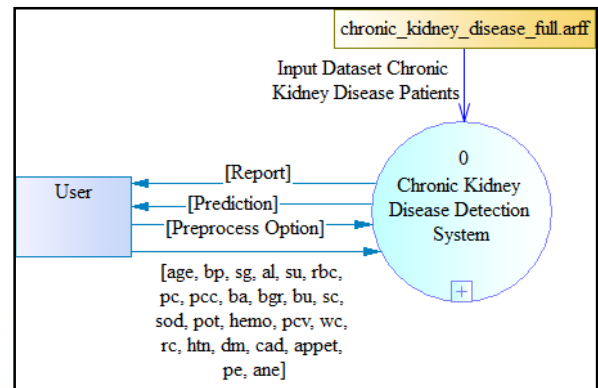 chronic_kidney_disease_full.arff
Input Dataset Chronic
Kidney Disease Patients
0
Chronic Kidney
Disease Detection
System
User
[Report]
[Prediction]
[Preprocess Option]
[age, bp, sg, al, su, rbc,
pc, pcc, ba, bgr, bu, sc,
sod, pot, hemo, pcv, wc,
rc, htn, dm, cad, appet,
pe, ane]